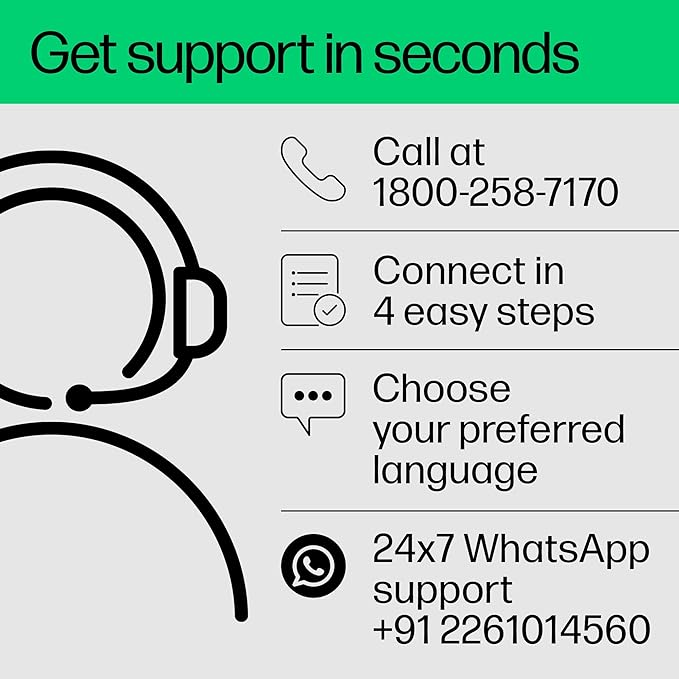 Get support in seconds
Call at
1800-258-7170
Connect in
4 easy steps
Choose
your preferred
language
24x7 WhatsApp
support
+91 2261014560